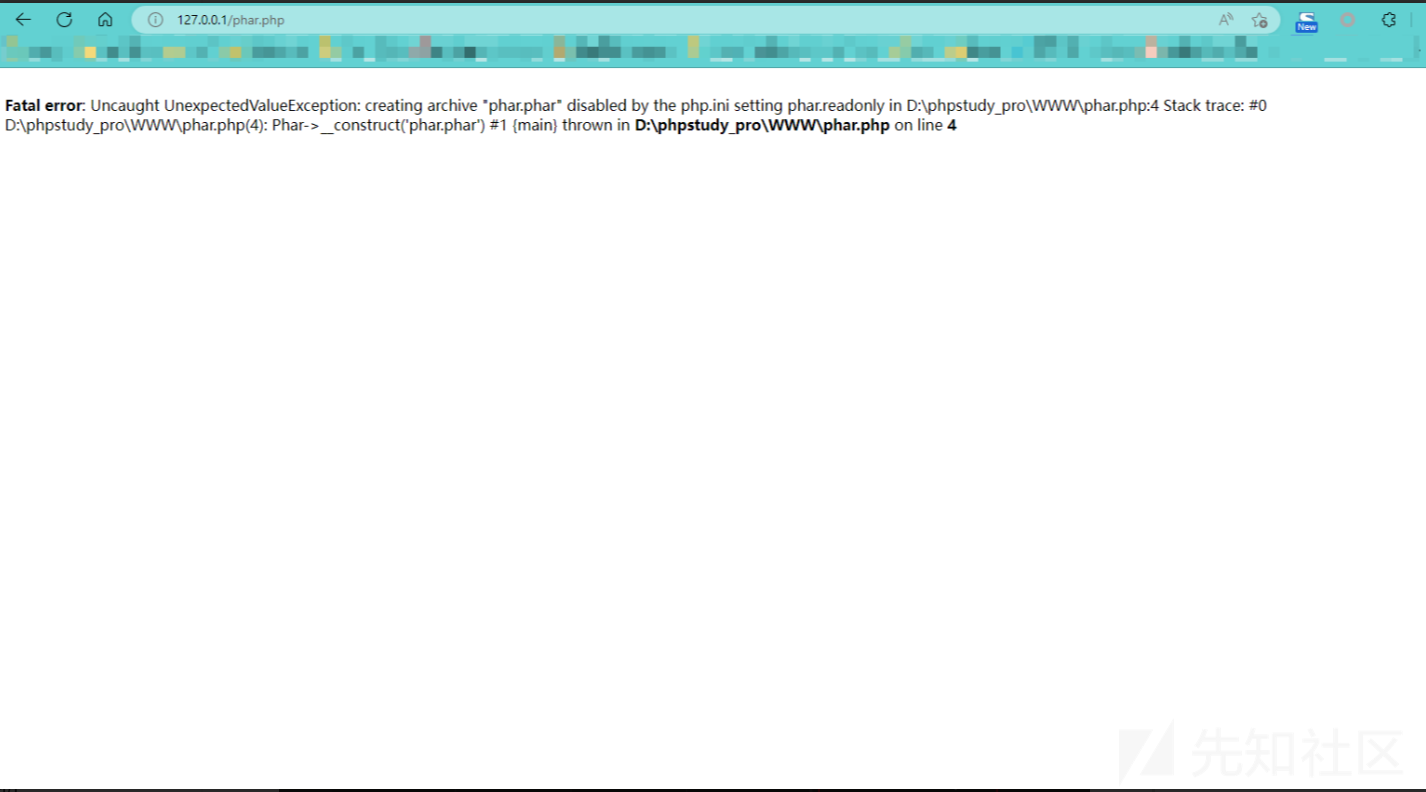 127.0.0.1/phar.php
New
Fatal error: Uncaught UnexpectedValueException: creating archive "phar.phar" disabled by the php.ini setting phar.readonly in D:\phpstudy_pro\WWW\phar.php:4 Stack trace: #0
D:\phpstudy_pro\WWW\phar.php(4): Phar->__construct('phar.phar') #1 {main} thrown in D:\phpstudy_pro\WWW\phar.php on line 4
先知社区